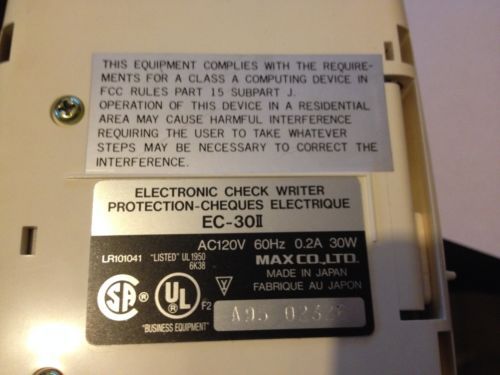 THIS EQUIPMENT COMPLIES WITH THE REQUIRE-
MENTS FOR A CLASS A COMPUTING DEVICE IN
FCC RULES PART 15 SUBPART J.
OPERATION OF THIS DEVICE IN A RESIDENTIAL
AREA MAY CAUSE HARMFUL INTERFERENCE
REQUIRING THE USER TO TAKE WHATEVER
STEPS MAY BE NECESSARY TO CORRECT THE
INTERFERENCE.
ELECTRONIC CHECK WRITER
PROTECTION-CHEQUES ELECTRIQUE
EC-30II
AC120V 60Hz 0.2A 30W
LR101041 "LISTED" UL1950
6K38
MAX CO.,LTD.
MADE IN JAPAN
FABRIQUE AU JAPON
SA ® UL ® F2
"BUSINESS EQUIPMENT"